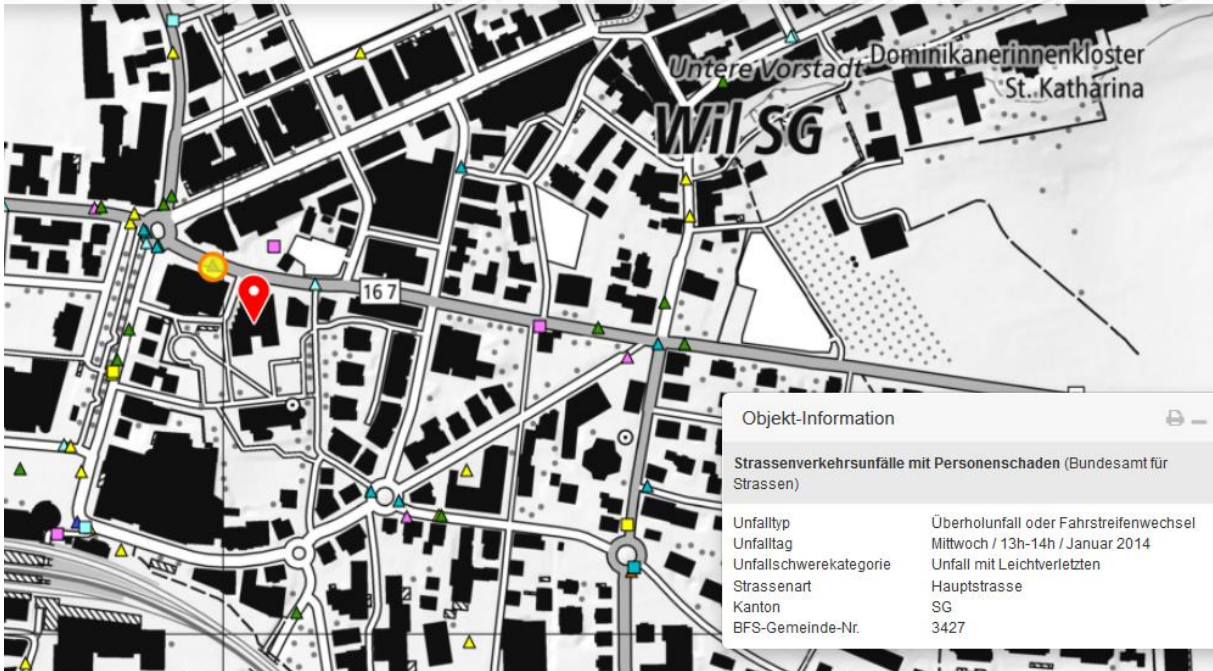 Untere Vorstadt
Dominikanerinnenkloster
St. Katharina
Wil SG
16 7
Objekt-Information
Strassenverkehrsunfälle mit Personenschaden (Bundesamt für
Strassen)
Unfalltyp Überholunfall oder Fahrstreifenwechsel
Unfalltag Mittwoch / 13h-14h / Januar 2014
Unfallschwerekategorie Unfall mit Leichtverletzten
Strassenart Hauptstrasse
Kanton SG
BFS-Gemeinde-Nr. 3427